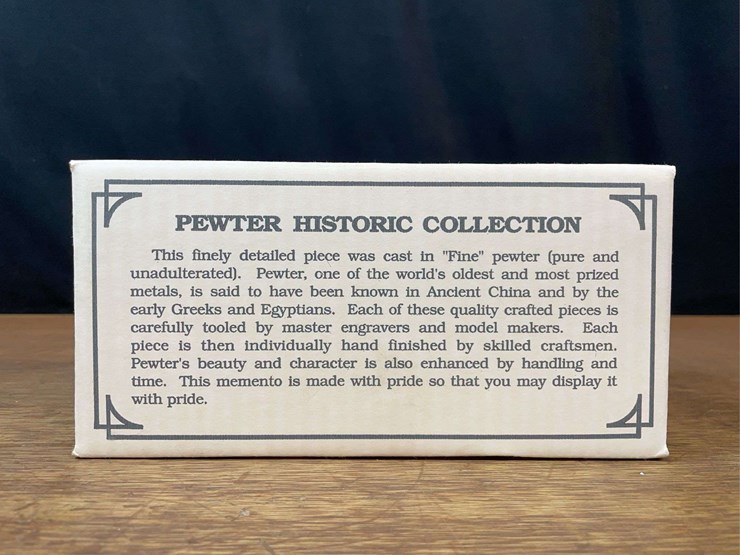 PEWTER HISTORIC COLLECTION
This finely detailed piece was cast in "Fine" pewter (pure and
unadulterated). Pewter, one of the world's oldest and most prized
metals, is said to have been known in Ancient China and by the
early Greeks and Egyptians. Each of these quality crafted pieces is
carefully tooled by master engravers and model makers. Each
piece is then individually hand finished by skilled craftsmen.
Pewter's beauty and character is also enhanced by handling and
time. This memento is made with pride so that you may display it
with pride.